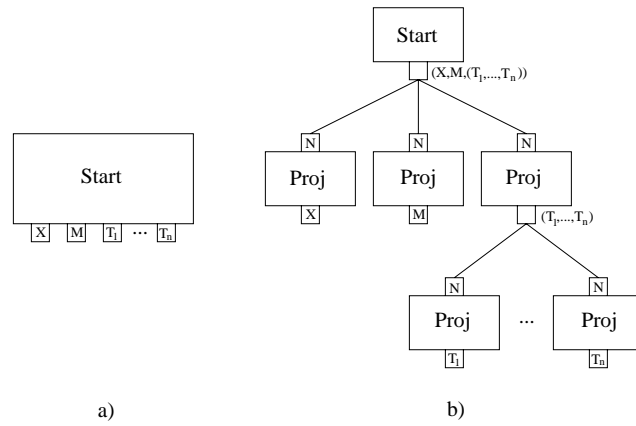 Start
X M T1 ... Tn
a)
Start
(X,M,(T1,...,Tn))
N N N
Proj Proj Proj
X M (T1,...,Tn)
N N
Proj ... Proj
T1 Tn
b)